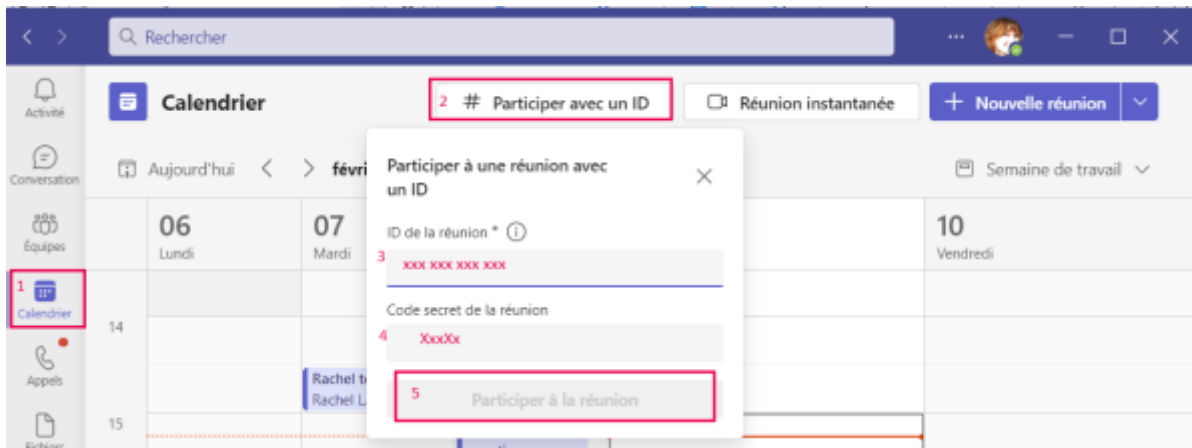 Rechercher
Activité
Calendrier
2 # Participer avec un ID
Réunion instantanée
+ Nouvelle réunion
Conversation
Aujourd'hui
févri
Semaine de travail
Participer à une réunion avec
un ID
Équipes
06
Lundi
07
Mardi
10
Vendredi
ID de la réunion *
3 xxx xxx xxx xxx
1
Calendrier
Code secret de la réunion
14
4 XxxXx
Appels
Rachel t
Rachel L
5 Participer à la réunion
15
Fichier